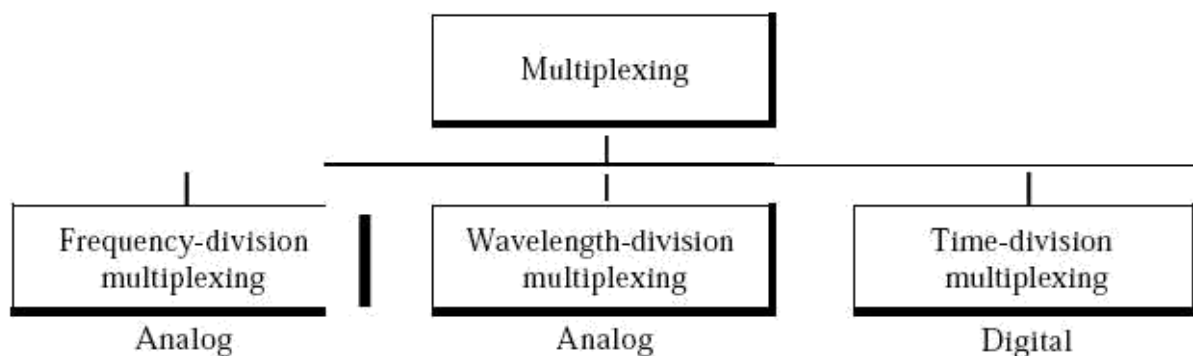 Multiplexing
Frequency-division
multiplexing
Analog
Wavelength-division
multiplexing
Analog
Time-division
multiplexing
Digital